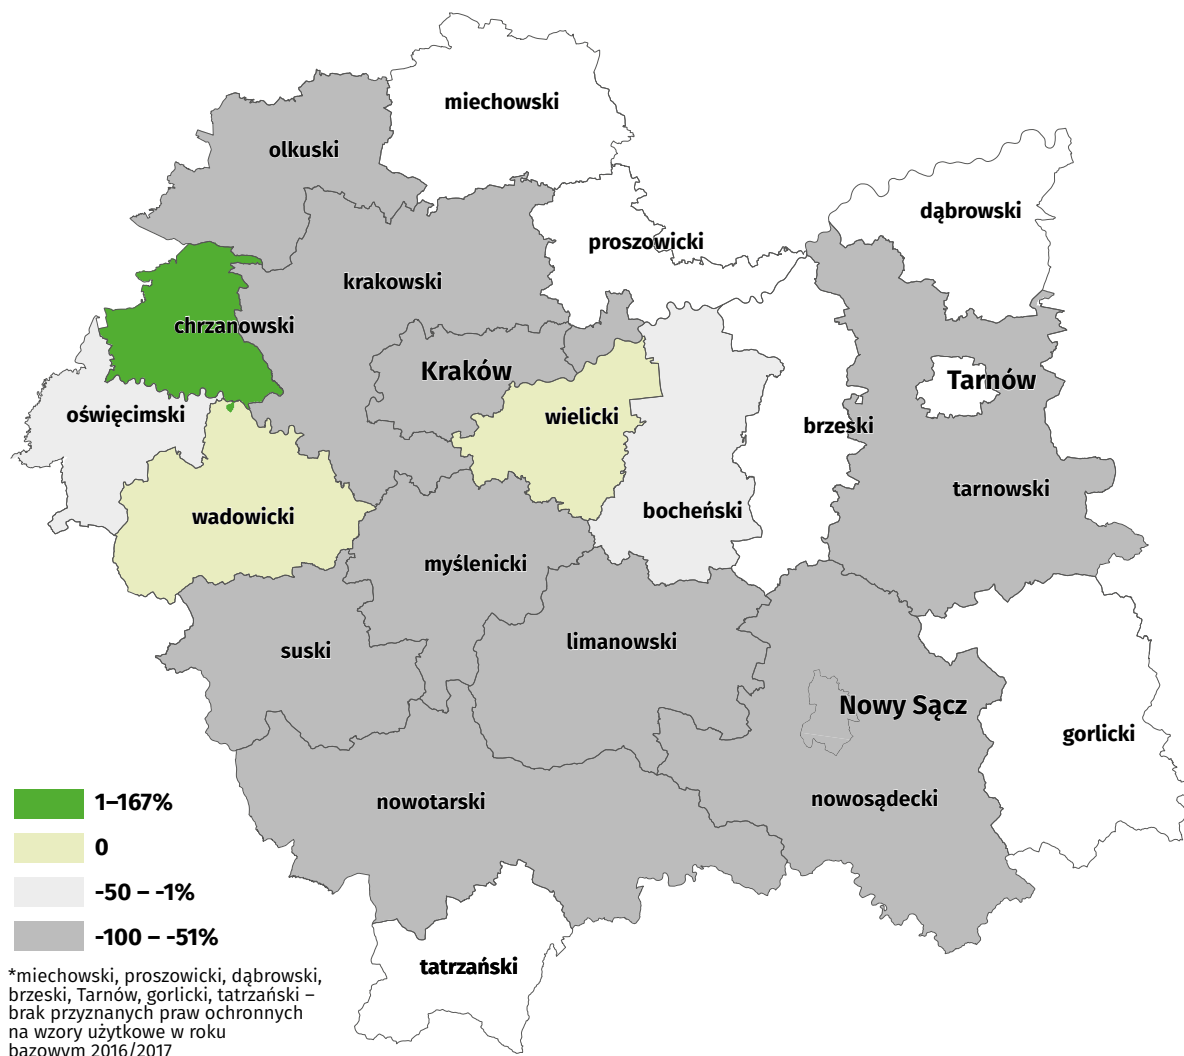 miechowski
olkuski
dąbrowski
proszowicki
krakowski
chrzanowski
Kraków
Tarnów
oświęcimski
wielicki
brzeski
tarnowski
wadowicki
bocheński
myślenicki
limanowski
suski
Nowy Sącz
gorlicki
nowotarski
nowosądecki
tatrzański
1–167%
0
-50 – -1%
-100 – -51%
*miechowski, proszowicki, dąbrowski,
brzeski, Tarnów, gorlicki, tatrzański –
brak przyznanych praw ochronnych
na wzory użytkowe w roku
bazowym 2016/2017